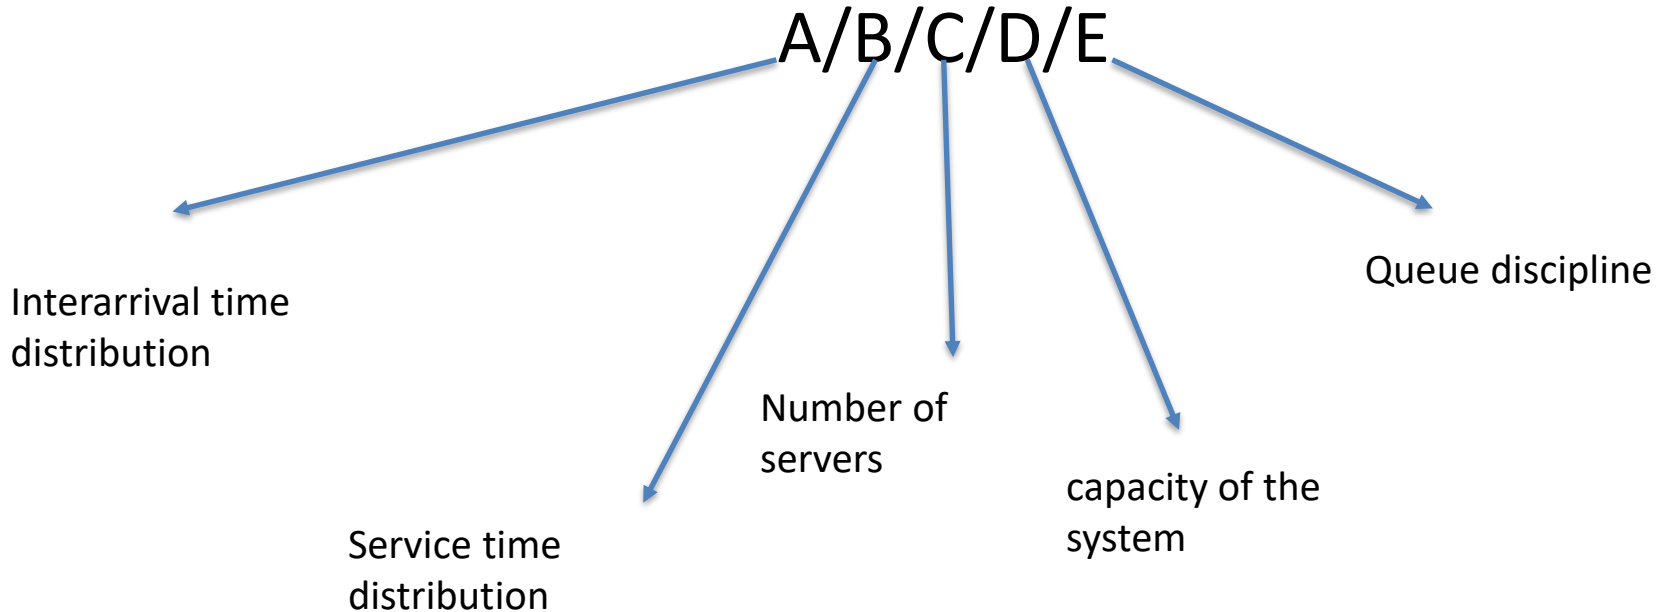 A/B/C/D/E
Interarrival time
distribution
Service time
distribution
Number of
servers
capacity of the
system
Queue discipline